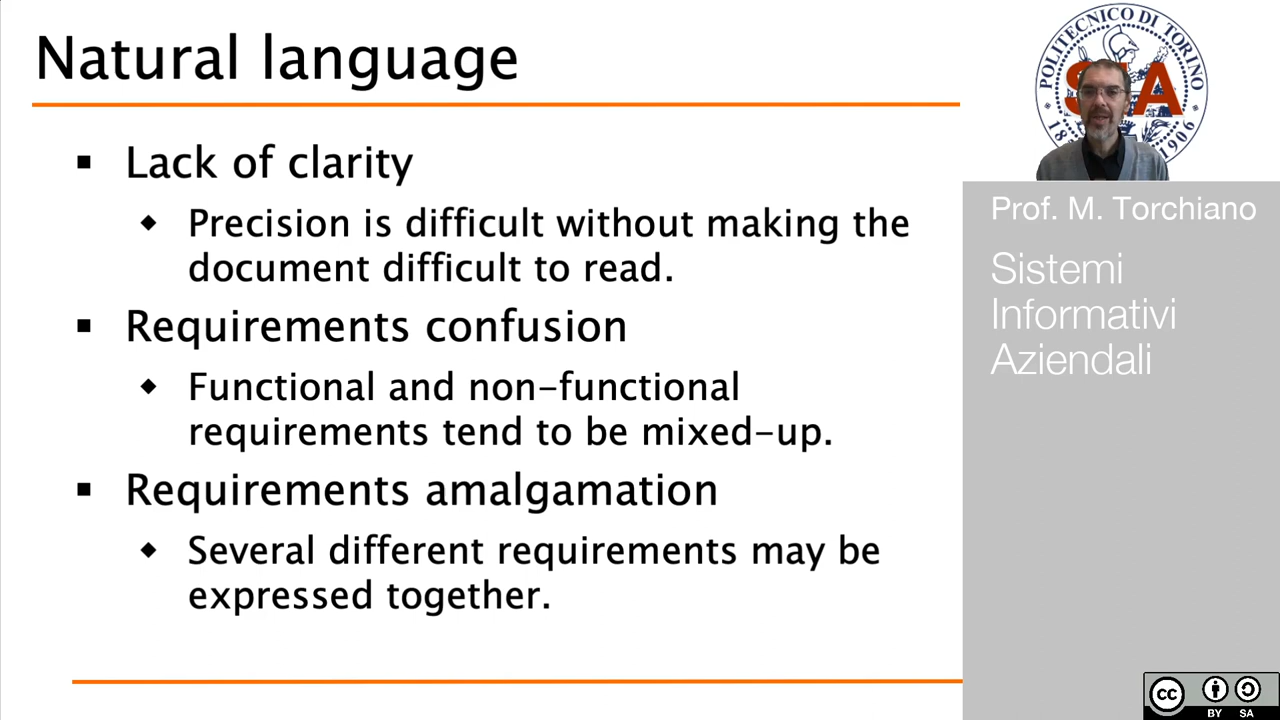 Natural language
Lack of clarity
Precision is difficult without making the
document difficult to read.
Requirements confusion
Functional and non-functional
requirements tend to be mixed-up.
Requirements amalgamation
Several different requirements may be
expressed together.
POLITECNICO DI TORINO
Prof. M. Torchiano
Sistemi
Informativi
Aziendali
cc
BY SA